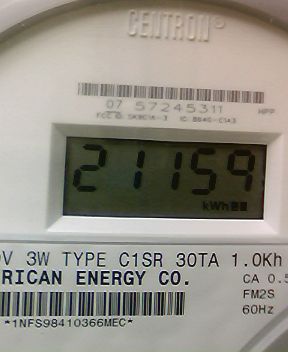 CENTRON®
07 57245311
HPP
21159
kWh
V 3W TYPE C1SR 30TA 1.0Kh
RICAN ENERGY CO.
CA 0.5
FM2S
60Hz
*1NFS98410366MEC*